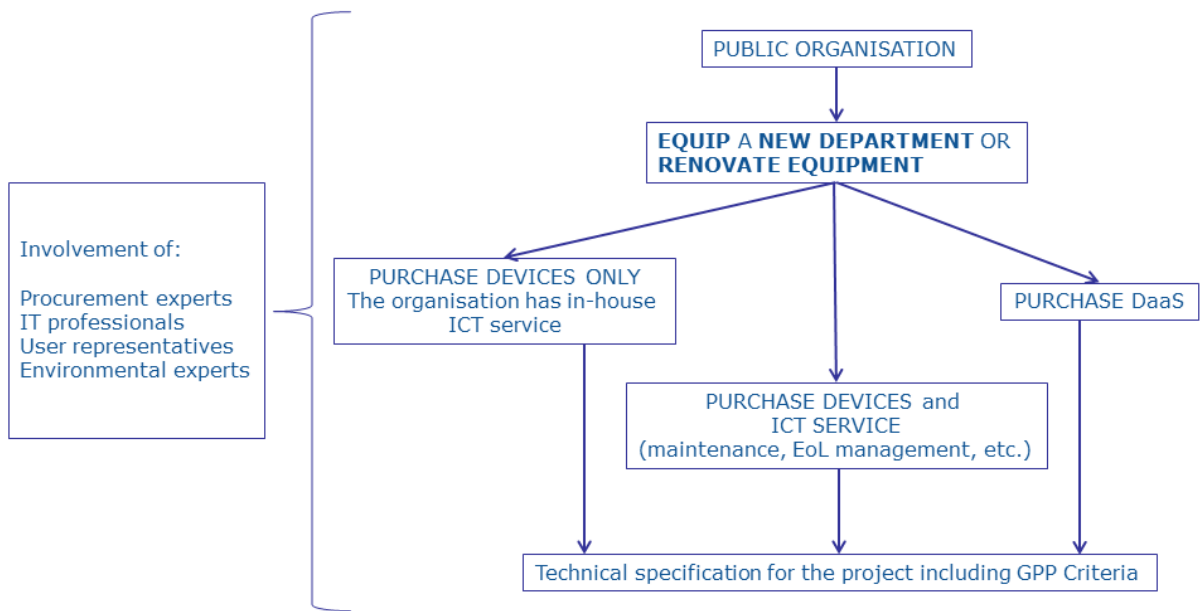 PUBLIC ORGANISATION
EQUIP A NEW DEPARTMENT OR
RENOVATE EQUIPMENT
Involvement of:
Procurement experts
IT professionals
User representatives
Environmental experts
PURCHASE DEVICES ONLY
The organisation has in-house
ICT service
PURCHASE DaaS
PURCHASE DEVICES and
ICT SERVICE
(maintenance, EoL management, etc.)
Technical specification for the project including GPP Criteria